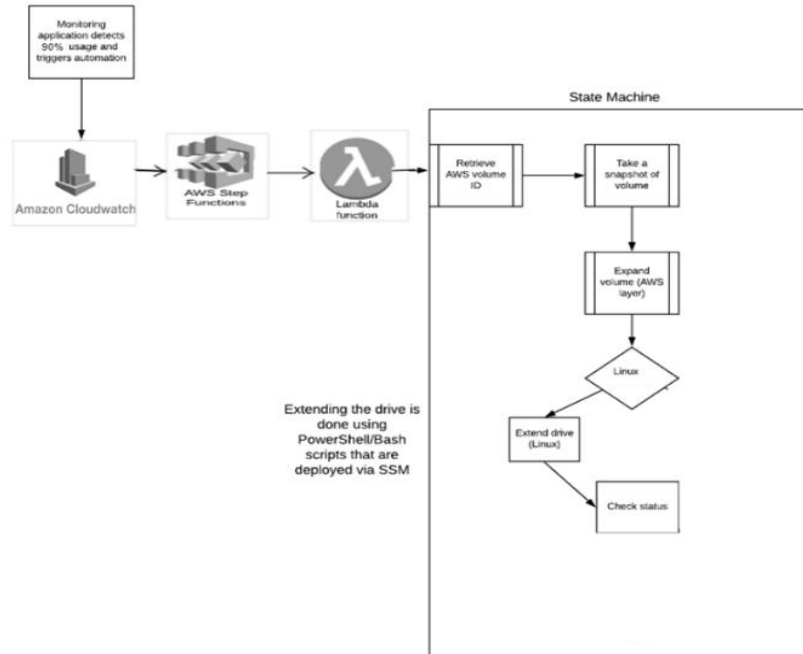 Monitoring
application detects
90% usage and
triggers automation
State Machine
Amazon Cloudwatch
AWS Step
Functions
Lambda
function
Retrieve
AWS volume
ID
Take a
snapshot of
volume
Expand
volume (AWS
layer)
Linux
Extending the drive is
done using
PowerShell/Bash
scripts that are
deployed via SSM
Extend drive
(Linux)
Check status